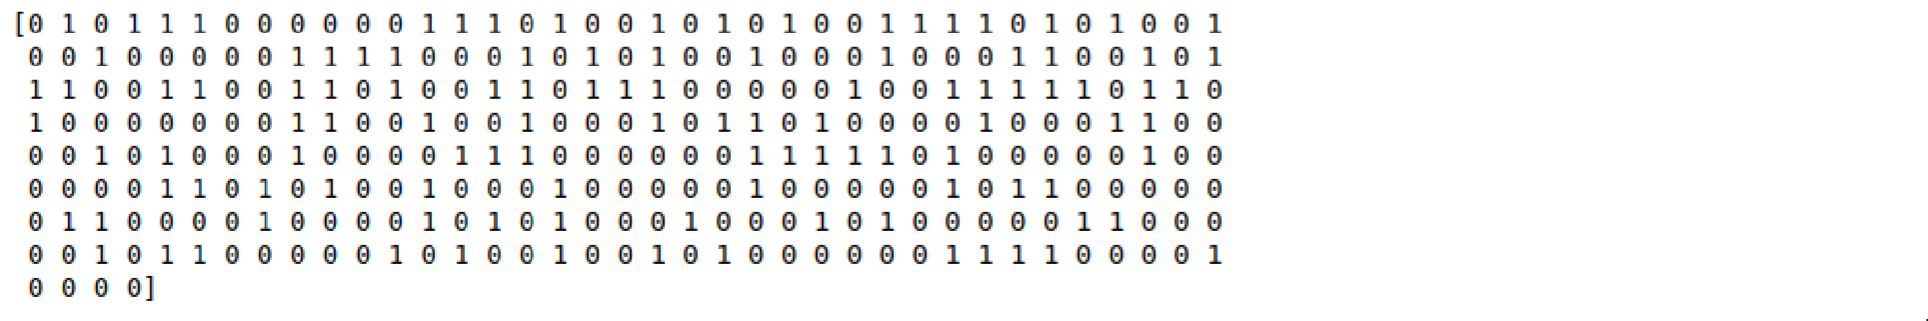 [0 1 0 1 1 1 0 0 0 0 0 0 1 1 1 0 1 0 0 1 0 1 0 1 0 0 1 1 1 1 0 1 0 1 0 0 1
0 0 1 0 0 0 0 0 1 1 1 1 0 0 0 1 0 1 0 1 0 0 1 0 0 0 1 0 0 0 1 1 0 0 1 0 1
1 1 0 0 1 1 0 0 1 1 0 1 0 0 1 1 0 1 1 1 0 0 0 0 0 1 0 0 1 1 1 1 1 0 1 1 0
1 0 0 0 0 0 0 0 1 1 0 0 1 0 0 1 0 0 0 1 0 1 1 0 1 0 0 0 0 1 0 0 0 1 1 0 0
0 0 1 0 1 0 0 0 1 0 0 0 0 1 1 1 0 0 0 0 0 0 1 1 1 1 1 0 1 0 0 0 0 0 1 0 0
0 0 0 0 1 1 0 1 0 1 0 0 1 0 0 0 1 0 0 0 0 0 1 0 0 0 0 0 1 0 1 1 0 0 0 0 0
0 1 1 0 0 0 0 1 0 0 0 0 1 0 1 0 1 0 0 0 1 0 0 0 1 0 1 0 0 0 0 0 1 1 0 0 0
0 0 1 0 1 1 0 0 0 0 0 1 0 1 0 0 1 0 0 1 0 1 0 0 0 0 0 0 1 1 1 1 0 0 0 0 1
0 0 0 0]